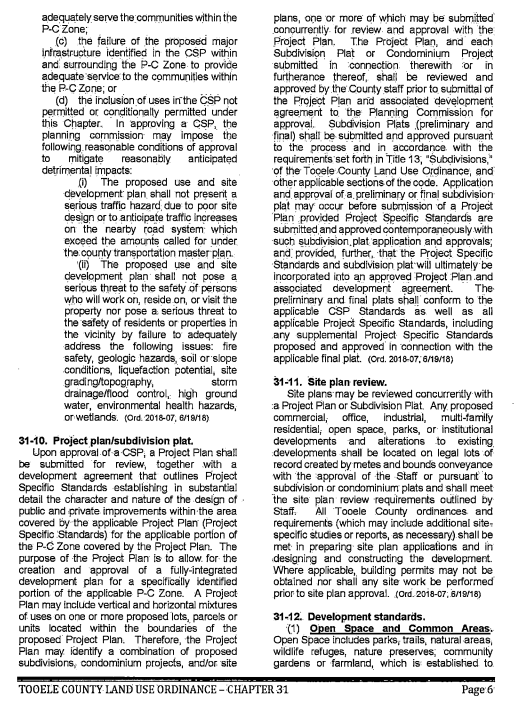 adequately serve the communities within the
P-C Zone;
(c) the failure of the proposed major
infrastructure identified in the CSP within
and surrounding the P-C Zone to provide
adequate service to the communities within
the P-C Zone; or
(d) the inclusion of uses in the CSP not
permitted or conditionally permitted under
this Chapter. In approving a CSP, the
planning commission may impose the
following reasonable conditions of approval
to mitigate reasonably anticipated
detrimental impacts:
(i) The proposed use and site
development plan shall not present a
serious traffic hazard due to poor site
design or to anticipate traffic increases
on the nearby road system which
exceed the amounts called for under
the county transportation master plan.
(ii) The proposed use and site
development plan shall not pose a
serious threat to the safety of persons
who will work on, reside on, or visit the
property nor pose a serious threat to
the safety of residents or properties in
the vicinity by failure to adequately
address the following issues: fire
safety, geologic hazards, soil or slope
conditions, liquefaction potential, site
grading/topography, storm
drainage/flood control, high ground
water, environmental health hazards,
or wetlands. (Ord. 2018-07, 6/19/18)
31-10. Project plan/subdivision plat.
Upon approval of a CSP, a Project Plan shall
be submitted for review, together with a
development agreement that outlines Project
Specific Standards establishing in substantial
detail the character and nature of the design of
public and private improvements within the area
covered by the applicable Project Plan (Project
Specific Standards) for the applicable portion of
the P-C Zone covered by the Project Plan. The
purpose of the Project Plan is to allow for the
creation and approval of a fully-integrated
development plan for a specifically identified
portion of the applicable P-C Zone. A Project
Plan may include vertical and horizontal mixtures
of uses on one or more proposed lots, parcels or
units located within the boundaries of the
proposed Project Plan. Therefore, the Project
Plan may identify a combination of proposed
subdivisions, condominium projects, and/or site
plans, one or more of which may be submitted
concurrently for review and approval with the
Project Plan. The Project Plan, and each
Subdivision Plat or Condominium Project
submitted in connection therewith or in
furtherance thereof, shall be reviewed and
approved by the County staff prior to submittal of
the Project Plan and associated development
agreement to the Planning Commission for
approval. Subdivision Plats (preliminary and
final) shall be submitted and approved pursuant
to the process and in accordance with the
requirements set forth in Title 13, "Subdivisions,"
of the Tooele County Land Use Ordinance, and
other applicable sections of the code. Application
and approval of a preliminary or final subdivision
plat may occur before submission of a Project
Plan provided Project Specific Standards are
submitted and approved contemporaneously with
such subdivision plat application and approvals;
and provided, further, that the Project Specific
Standards and subdivision plat will ultimately be
incorporated into an approved Project Plan and
associated development agreement. The
preliminary and final plats shall conform to the
applicable CSP Standards as well as all
applicable Project Specific Standards, including
any supplemental Project Specific Standards
proposed and approved in connection with the
applicable final plat. (Ord. 2018-07, 6/19/18)
31-11. Site plan review.
Site plans may be reviewed concurrently with
a Project Plan or Subdivision Plat. Any proposed
commercial, office, industrial, multi-family
residential, open space, parks, or institutional
developments and alterations to existing
developments shall be located on legal lots of
record created by metes and bounds conveyance
with the approval of the Staff or pursuant to
subdivision or condominium plats and shall meet
the site plan review requirements outlined by
Staff. All Tooele County ordinances and
requirements (which may include additional site-
specific studies or reports, as necessary) shall be
met in preparing site plan applications and in
designing and constructing the development.
Where applicable, building permits may not be
obtained nor shall any site work be performed
prior to site plan approval. (Ord. 2018-07, 6/19/18)
31-12. Development standards.
(1) Open Space and Common Areas.
Open Space includes parks, trails, natural areas,
wildlife refuges, nature preserves, community
gardens or farmland, which is established to
TOOELE COUNTY LAND USE ORDINANCE – CHAPTER 31 Page 6